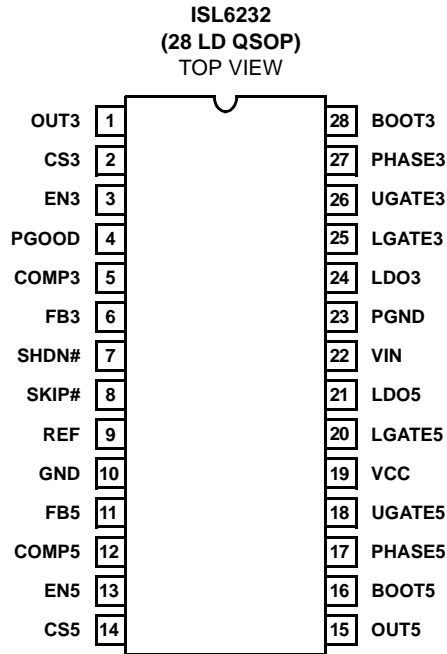 ISL6232
(28 LD QSOP)
TOP VIEW
OUT3 1 28 BOOT3
CS3 2 27 PHASE3
EN3 3 26 UGATE3
PGOOD 4 25 LGATE3
COMP3 5 24 LDO3
FB3 6 23 PGND
SHDN# 7 22 VIN
SKIP# 8 21 LDO5
REF 9 20 LGATE5
GND 10 19 VCC
FB5 11 18 UGATE5
COMP5 12 17 PHASE5
EN5 13 16 BOOT5
CS5 14 15 OUT5